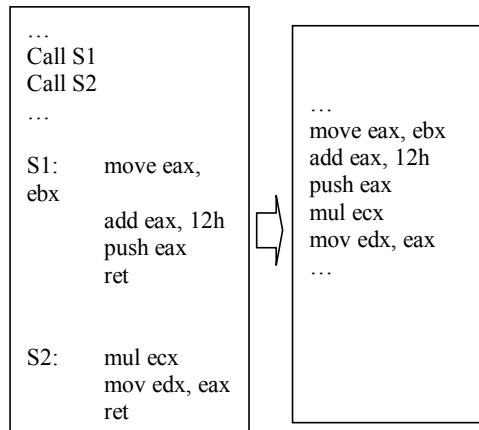 …
Call S1
Call S2
…
S1: move eax,
ebx
add eax, 12h
push eax
ret
S2: mul ecx
mov edx, eax
ret
…
move eax, ebx
add eax, 12h
push eax
mul ecx
mov edx, eax
…